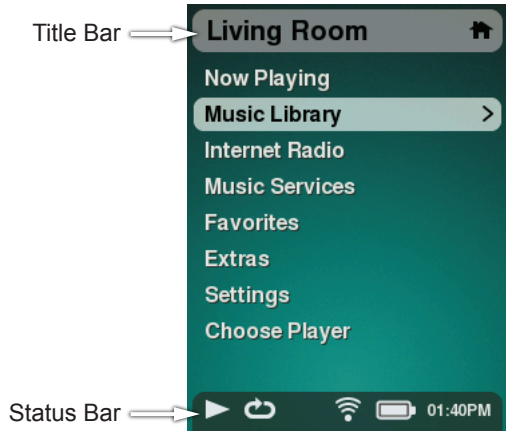 Title Bar
Living Room
Now Playing
Music Library
Internet Radio
Music Services
Favorites
Extras
Settings
Choose Player
Status Bar
01:40PM